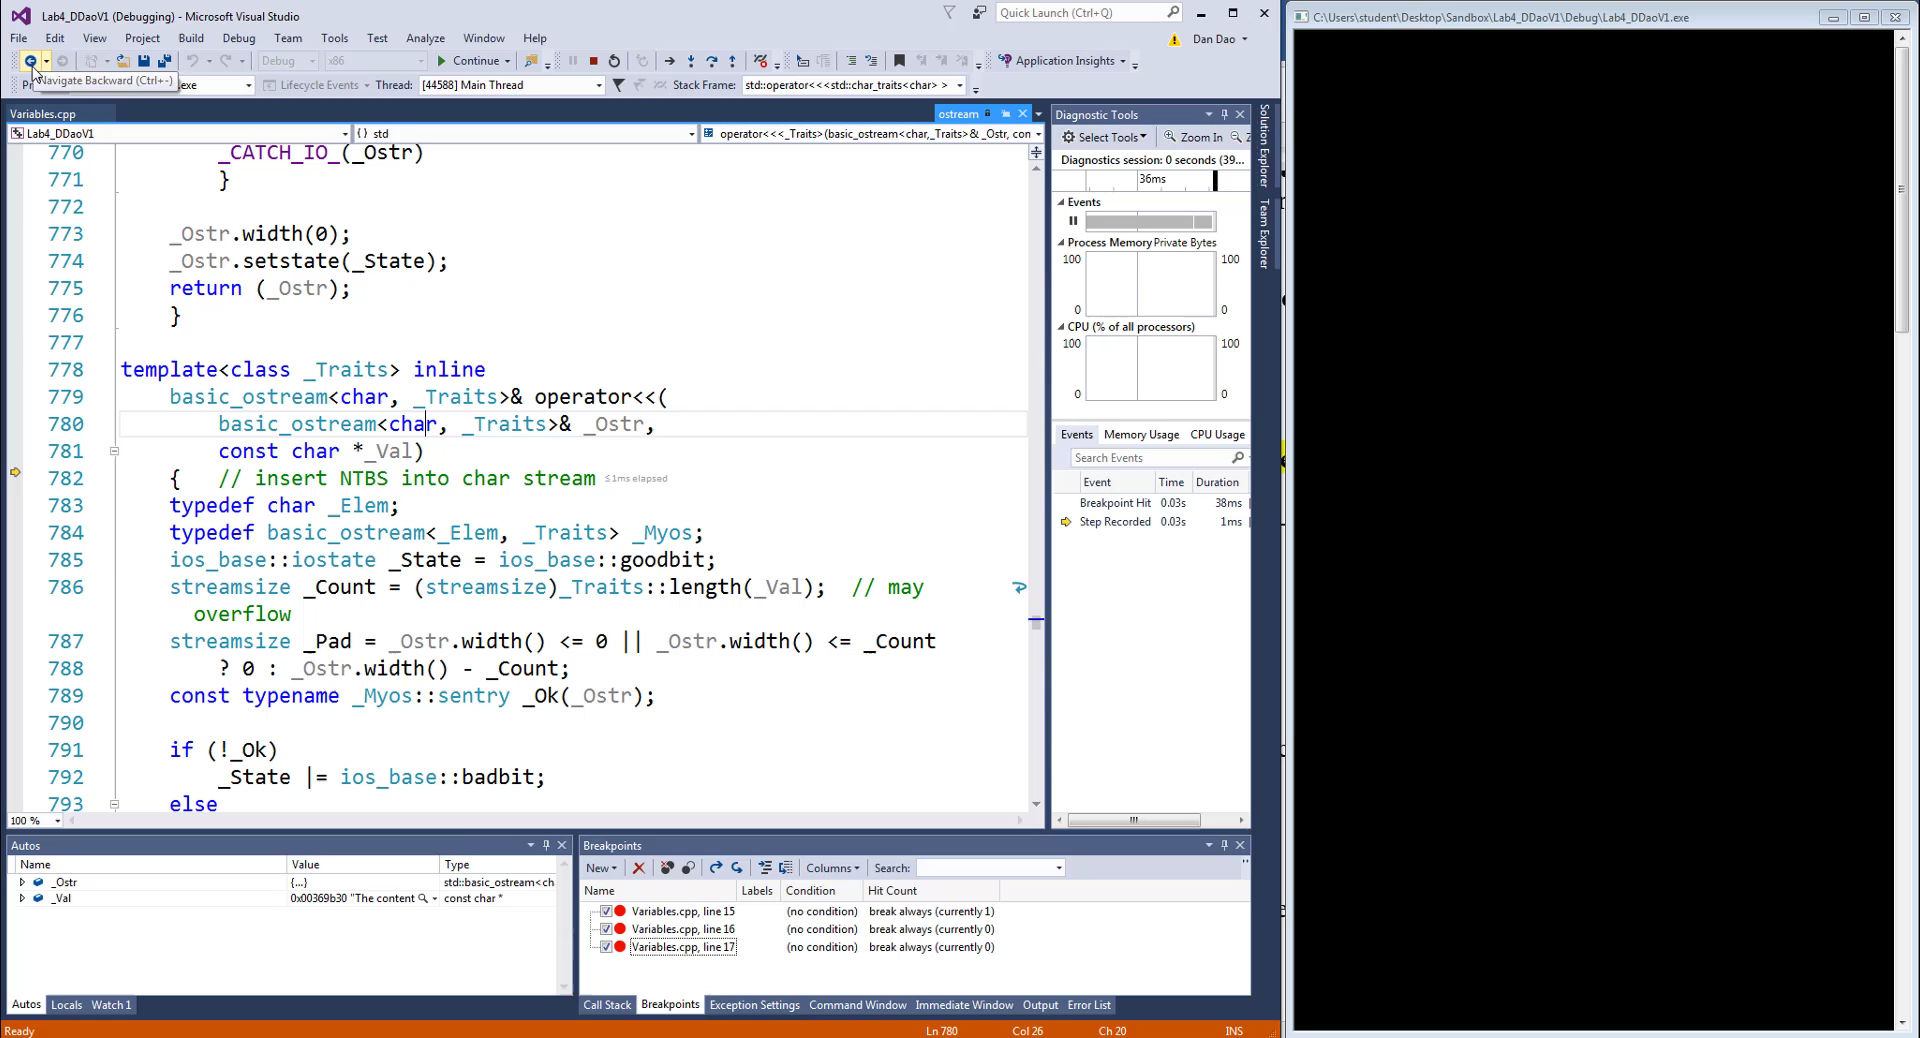 Lab4_DDaoV1 (Debugging) - Microsoft Visual Studio
Quick Launch (Ctrl+Q)
File Edit View Project Build Debug Team Tools Test Analyze Window Help
Dan Dao
Debug x86 Continue Application Insights
Navigate Backward (Ctrl+-)
Lifecycle Events Thread: [44588] Main Thread Stack Frame: std::operator<<<std::char_traits<char> >
Variables.cpp ostream
Lab4_DDaoV1 {} std operator<<<_Traits>(basic_ostream<char,_Traits>& _Ostr, con
770 _CATCH_IO_(_Ostr)
771 }
772
773 _Ostr.width(0);
774 _Ostr.setstate(_State);
775 return (_Ostr);
776 }
777
778 template<class _Traits> inline
779 basic_ostream<char, _Traits>& operator<<(
780 basic_ostream<char, _Traits>& _Ostr,
781 const char *_Val)
782 { // insert NTBS into char stream ≤1ms elapsed
783 typedef char _Elem;
784 typedef basic_ostream<_Elem, _Traits> _Myos;
785 ios_base::iostate _State = ios_base::goodbit;
786 streamsize _Count = (streamsize)_Traits::length(_Val); // may
overflow
787 streamsize _Pad = _Ostr.width() <= 0 || _Ostr.width() <= _Count
788 ? 0 : _Ostr.width() - _Count;
789 const typename _Myos::sentry _Ok(_Ostr);
790
791 if (!_Ok)
792 _State |= ios_base::badbit;
793 else
100 %
Diagnostic Tools
Select Tools Zoom In
Diagnostics session: 0 seconds (39...
36ms
Events
Process Memory Private Bytes
100 100
0 0
CPU (% of all processors)
100 100
0 0
Events Memory Usage CPU Usage
Search Events
Event Time Duration
Breakpoint Hit 0.03s 38ms
Step Recorded 0.03s 1ms
Solution Explorer
Team Explorer
Autos
Name Value Type
_Ostr {...} std::basic_ostream<ch
_Val 0x00369b30 "The content const char *
Autos Locals Watch 1
Breakpoints
New Columns Search:
Name Labels Condition Hit Count
Variables.cpp, line 15 (no condition) break always (currently 1)
Variables.cpp, line 16 (no condition) break always (currently 0)
Variables.cpp, line 17 (no condition) break always (currently 0)
Call Stack Breakpoints Exception Settings Command Window Immediate Window Output Error List
Ready Ln 780 Col 26 Ch 20 INS
C:\Users\student\Desktop\Sandbox\Lab4_DDaoV1\Debug\Lab4_DDaoV1.exe